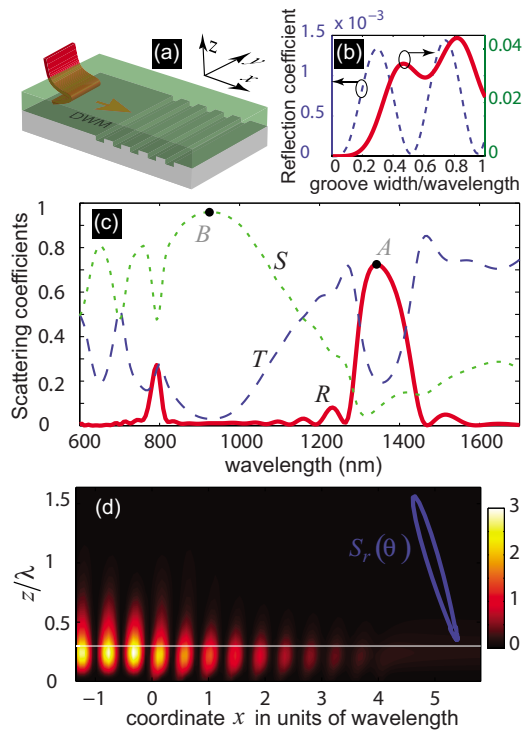 (a)
z
y
x
DWM
(b)
1.5
×10⁻³
1
0.5
0
0.04
0.02
0
0 0.2 0.4 0.6 0.8 1
Reflection coefficient
groove width/wavelength
(c)
Scattering coefficients
1
0.8
0.6
0.4
0.2
0
B
S
A
T
R
600 800 1000 1200 1400 1600
wavelength (nm)
(d)
z/λ
1.5
1
0.5
0
Sr(θ)
3
2
1
0
−1 0 1 2 3 4 5
coordinate x in units of wavelength